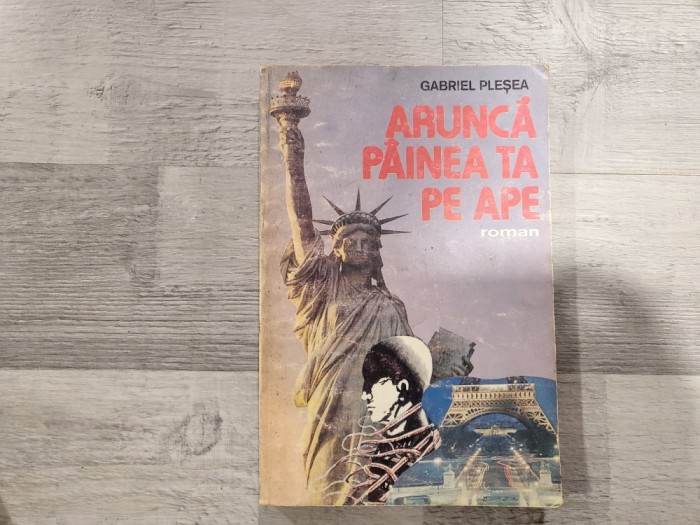 GABRIEL PLEȘEA
ARUNCĂ
PÂINEA TA
PE APE
roman